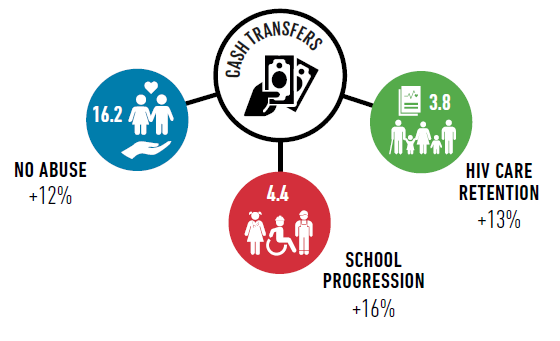 CASH TRANSFERS
16.2
NO ABUSE
+12%
4.4
SCHOOL
PROGRESSION
+16%
3.8
HIV CARE
RETENTION
+13%